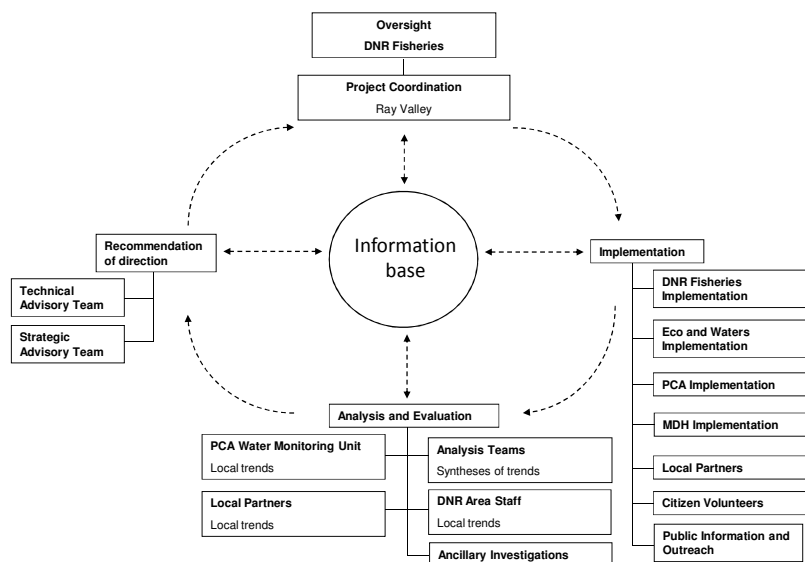 Oversight
DNR Fisheries
Project Coordination
Ray Valley
Information
base
Recommendation
of direction
Technical
Advisory Team
Strategic
Advisory Team
Implementation
DNR Fisheries
Implementation
Eco and Waters
Implementation
PCA Implementation
MDH Implementation
Local Partners
Citizen Volunteers
Public Information and
Outreach
Analysis and Evaluation
PCA Water Monitoring Unit
Local trends
Analysis Teams
Syntheses of trends
Local Partners
Local trends
DNR Area Staff
Local trends
Ancillary Investigations